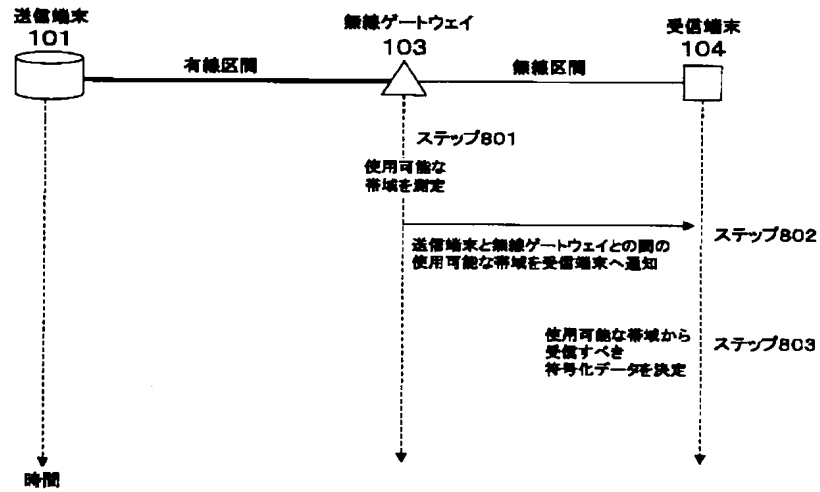 送信端末
101
無線ゲートウェイ
103
受信端末
104
有線区間
無線区間
ステップ801
使用可能な
帯域を測定
ステップ802
送信端末と無線ゲートウェイとの間の
使用可能な帯域を受信端末へ通知
使用可能な帯域から
受信すべき
符号化データを決定
ステップ803
時間